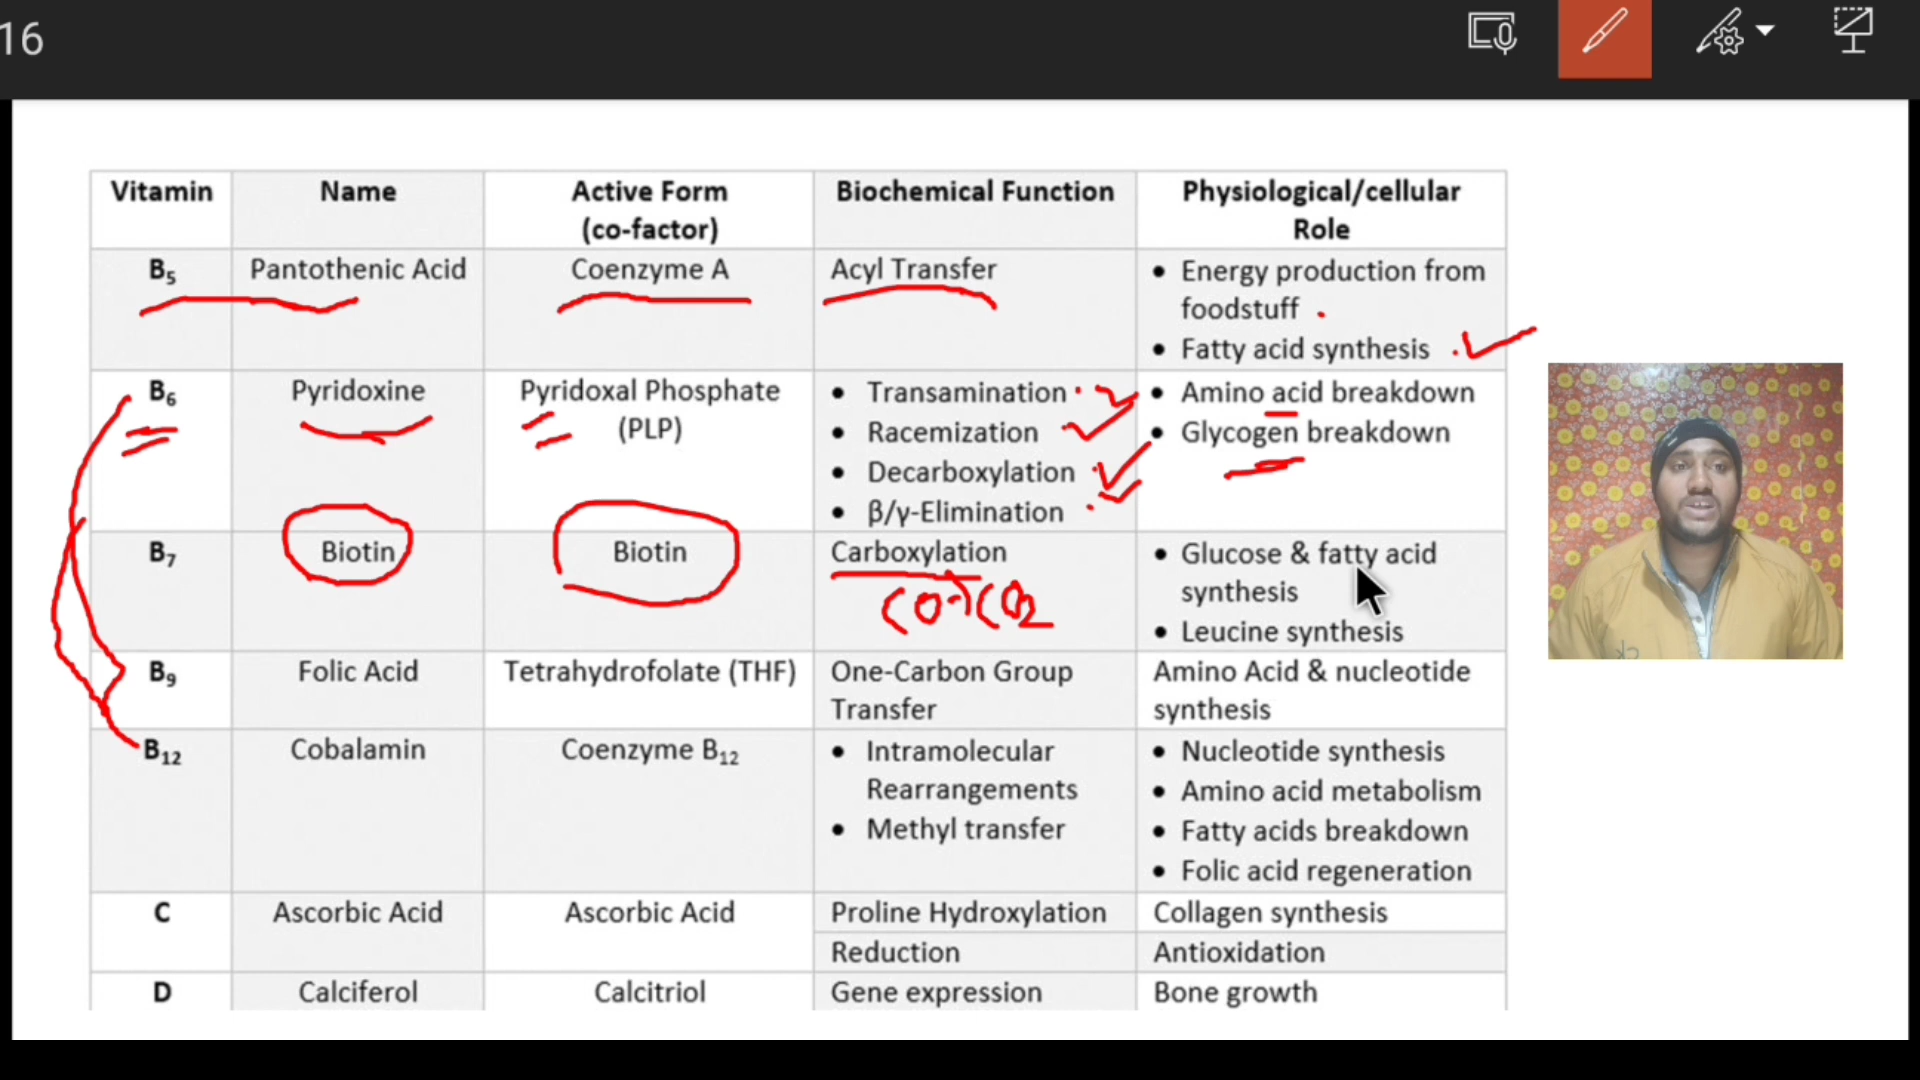 16
Vitamin Name Active Form Biochemical Function Physiological/cellular
(co-factor) Role
B5 Pantothenic Acid Coenzyme A Acyl Transfer • Energy production from
foodstuff
• Fatty acid synthesis
B6 Pyridoxine Pyridoxal Phosphate • Transamination • Amino acid breakdown
(PLP) • Racemization • Glycogen breakdown
• Decarboxylation
• β/γ-Elimination
B7 Biotin Biotin Carboxylation • Glucose & fatty acid
synthesis
• Leucine synthesis
B9 Folic Acid Tetrahydrofolate (THF) One-Carbon Group Amino Acid & nucleotide
Transfer synthesis
B12 Cobalamin Coenzyme B12 • Intramolecular • Nucleotide synthesis
Rearrangements • Amino acid metabolism
• Methyl transfer • Fatty acids breakdown
• Folic acid regeneration
C Ascorbic Acid Ascorbic Acid Proline Hydroxylation Collagen synthesis
Reduction Antioxidation
D Calciferol Calcitriol Gene expression Bone growth